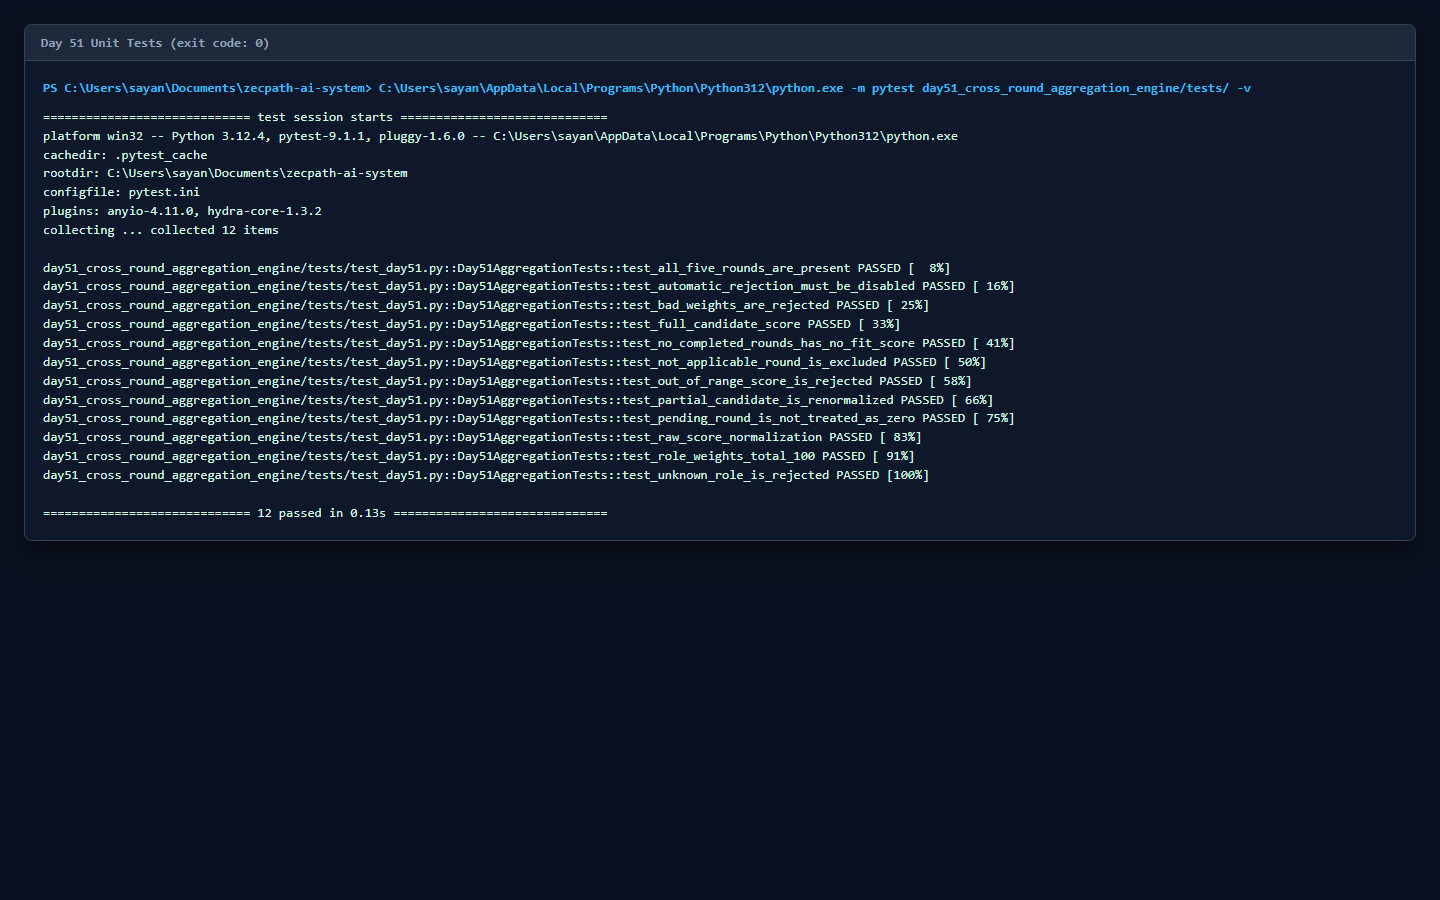 Day 51 Unit Tests (exit code: 0)
PS C:\Users\sayan\Documents\zecpath-ai-system> C:\Users\sayan\AppData\Local\Programs\Python\Python312\python.exe -m pytest day51_cross_round_aggregation_engine/tests/ -v
============================= test session starts =============================
platform win32 -- Python 3.12.4, pytest-9.1.1, pluggy-1.6.0 -- C:\Users\sayan\AppData\Local\Programs\Python\Python312\python.exe
cachedir: .pytest_cache
rootdir: C:\Users\sayan\Documents\zecpath-ai-system
configfile: pytest.ini
plugins: anyio-4.11.0, hydra-core-1.3.2
collecting ... collected 12 items
day51_cross_round_aggregation_engine/tests/test_day51.py::Day51AggregationTests::test_all_five_rounds_are_present PASSED [  8%]
day51_cross_round_aggregation_engine/tests/test_day51.py::Day51AggregationTests::test_automatic_rejection_must_be_disabled PASSED [ 16%]
day51_cross_round_aggregation_engine/tests/test_day51.py::Day51AggregationTests::test_bad_weights_are_rejected PASSED [ 25%]
day51_cross_round_aggregation_engine/tests/test_day51.py::Day51AggregationTests::test_full_candidate_score PASSED [ 33%]
day51_cross_round_aggregation_engine/tests/test_day51.py::Day51AggregationTests::test_no_completed_rounds_has_no_fit_score PASSED [ 41%]
day51_cross_round_aggregation_engine/tests/test_day51.py::Day51AggregationTests::test_not_applicable_round_is_excluded PASSED [ 50%]
day51_cross_round_aggregation_engine/tests/test_day51.py::Day51AggregationTests::test_out_of_range_score_is_rejected PASSED [ 58%]
day51_cross_round_aggregation_engine/tests/test_day51.py::Day51AggregationTests::test_partial_candidate_is_renormalized PASSED [ 66%]
day51_cross_round_aggregation_engine/tests/test_day51.py::Day51AggregationTests::test_pending_round_is_not_treated_as_zero PASSED [ 75%]
day51_cross_round_aggregation_engine/tests/test_day51.py::Day51AggregationTests::test_raw_score_normalization PASSED [ 83%]
day51_cross_round_aggregation_engine/tests/test_day51.py::Day51AggregationTests::test_role_weights_total_100 PASSED [ 91%]
day51_cross_round_aggregation_engine/tests/test_day51.py::Day51AggregationTests::test_unknown_role_is_rejected PASSED [100%]
============================= 12 passed in 0.13s ==============================